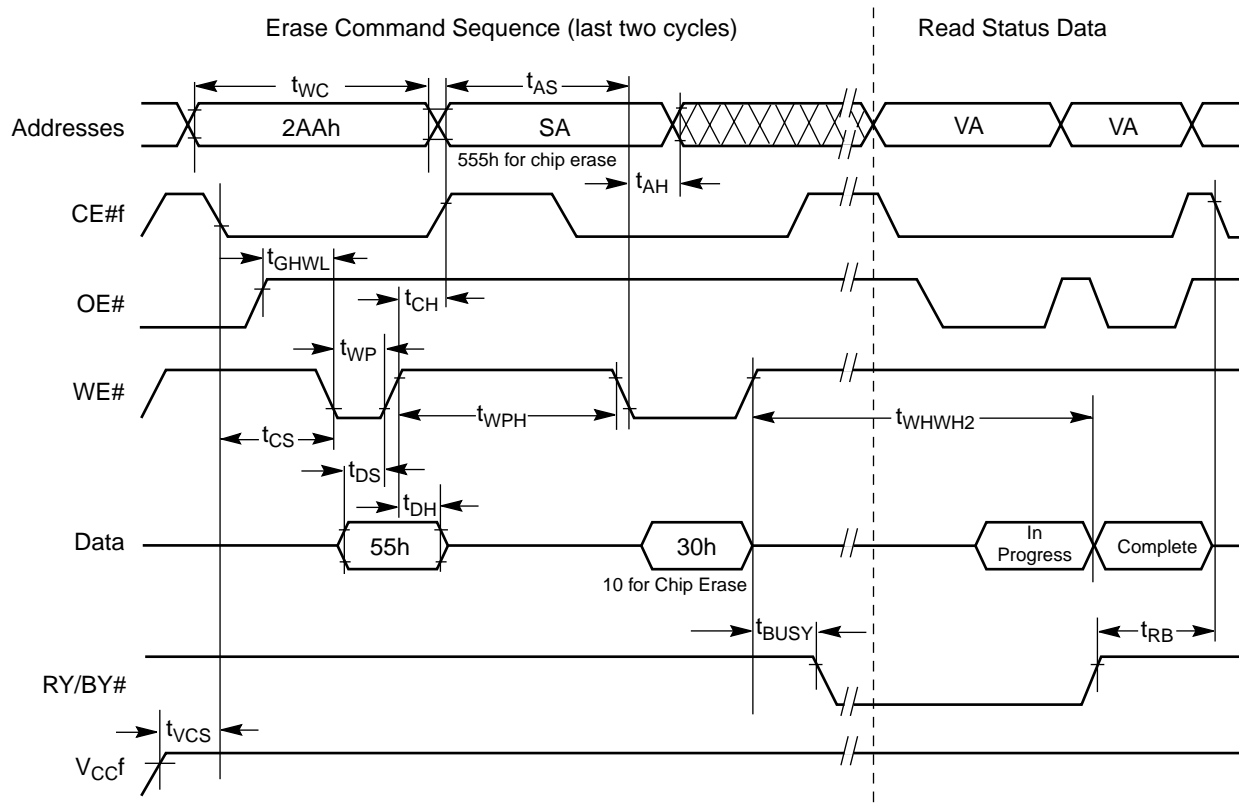 Erase Command Sequence (last two cycles)
Read Status Data
tWC
tAS
Addresses
2AAh
SA
VA
VA
555h for chip erase
tAH
CE#f
tGHWL
OE#
tCH
tWP
WE#
tWPH
tWHWH2
tCS
tDS
tDH
Data
55h
30h
In
Progress
Complete
10 for Chip Erase
tBUSY
tRB
RY/BY#
tVCS
VCCf